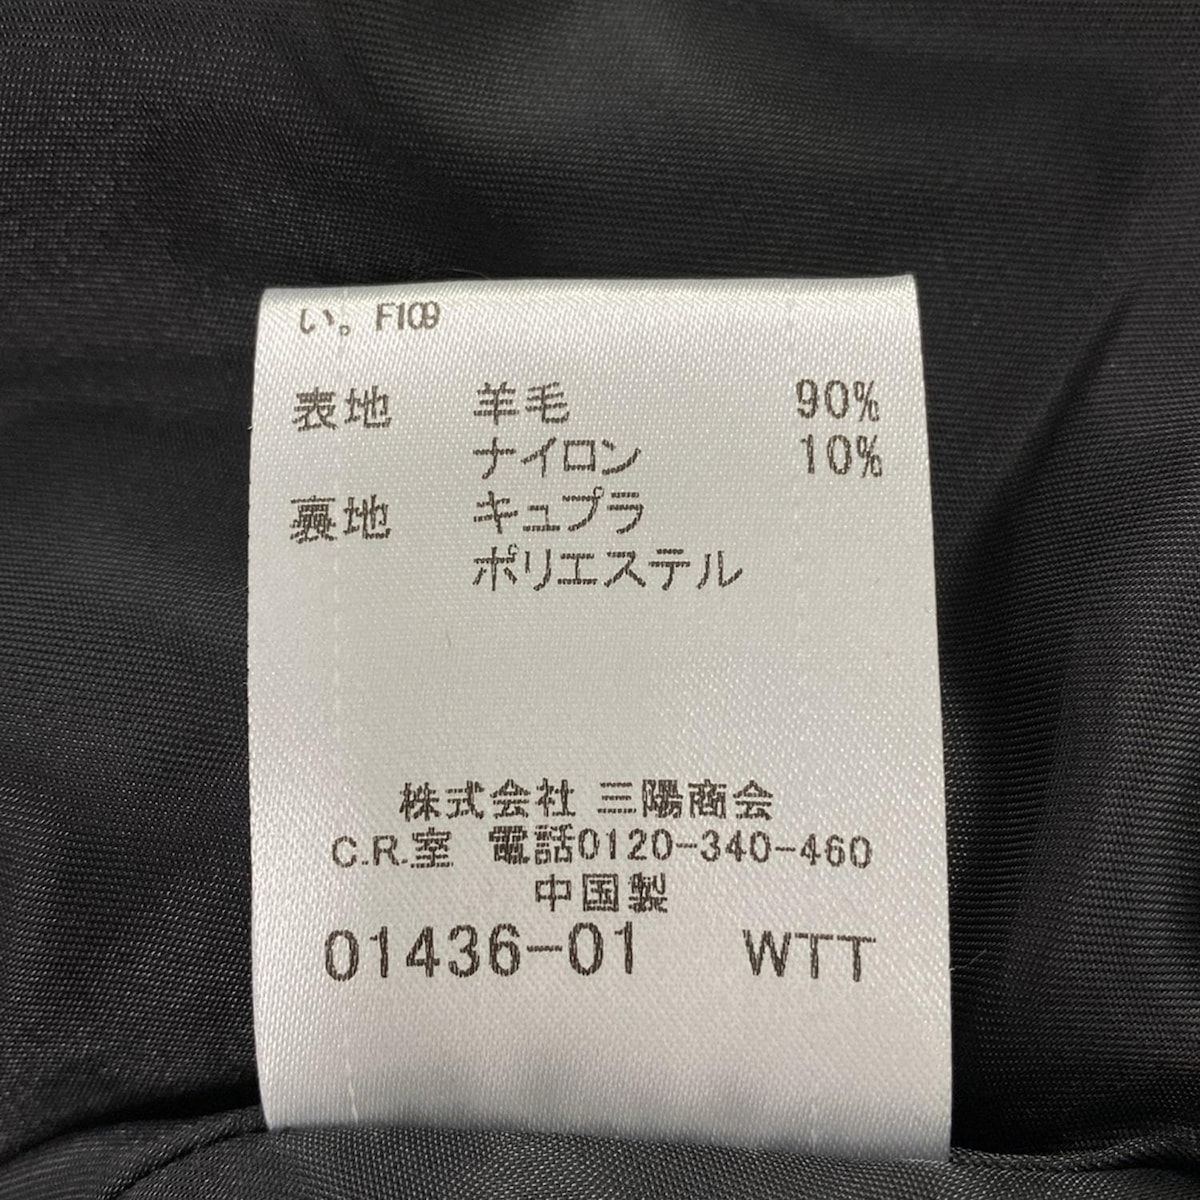 い。F109
表地 羊毛 90%
ナイロン 10%
裏地 キュプラ
ポリエステル
株式会社 三陽商会
C.R.室 電話0120-340-460
中国製
01436-01 WTT